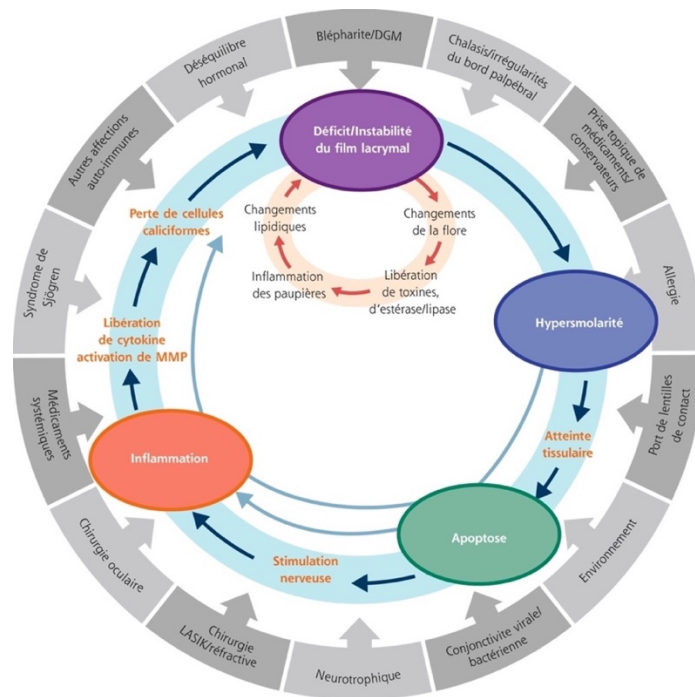 Blépharite/DGM
Chalasis/irrégularités
du bord palpébral
Prise topique de
médicaments/
conservateurs
Allergie
Port de lentilles
de contact
Environnement
Conjonctivite virale/
bactérienne
Neurotrophique
Chirurgie
LASIK/réfractive
Chirurgie oculaire
Médicaments
systémiques
Syndrome de
Sjögren
Autres affections
auto-immunes
Déséquilibre
hormonal
Déficit/Instabilité
du film lacrymal
Hypersmolarité
Atteinte
tissulaire
Apoptose
Stimulation
nerveuse
Inflammation
Libération
de cytokine
activation de MMP
Perte de cellules
caliciformes
Changements
de la flore
Libération
de toxines,
d'estérase/lipase
Inflammation
des paupières
Changements
lipidiques